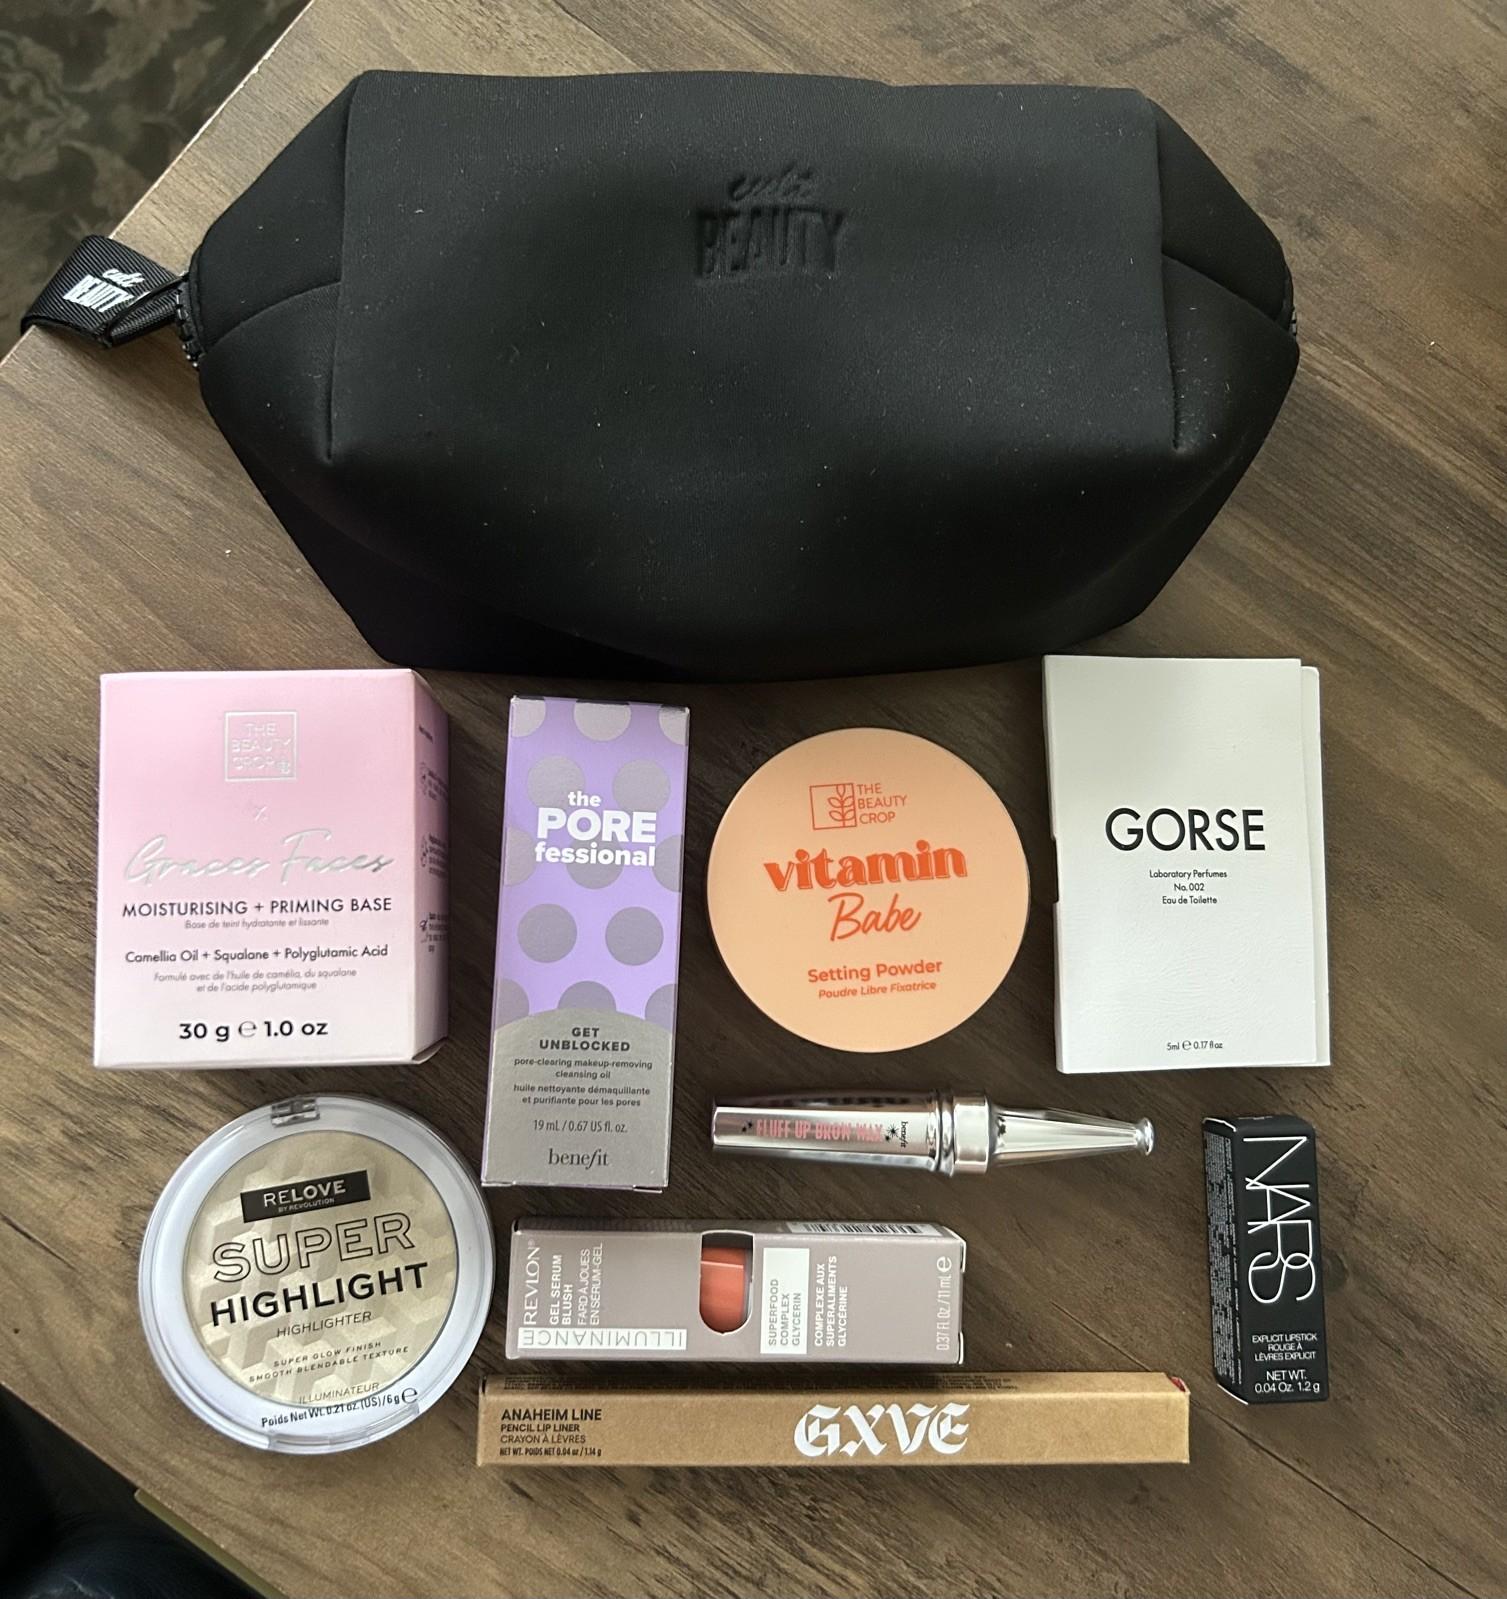 cult
BEAUTY
cult
BEAUTY
THE
BEAUTY
CROP
x
Graces Faces
MOISTURISING + PRIMING BASE
Base de teint hydratante et lissante
Camellia Oil + Squalane + Polyglutamic Acid
Formulé avec de l'huile de camélia, du squalane
et de l'acide polyglutamique
30 g ℮ 1.0 oz
the
PORE
fessional
GET
UNBLOCKED
pore-clearing makeup-removing
cleansing oil
huile nettoyante démaquillante
et purifiante pour les pores
19 mL / 0.67 US fl. oz.
benefit
THE
BEAUTY
CROP
vitamin
Babe
Setting Powder
Poudre Libre Fixatrice
GORSE
Laboratory Perfumes
No. 002
Eau de Toilette
5ml ℮ 0.17 fl oz
FLUFF UP BROW WAX
benefit
RELOVE
BY REVOLUTION
SUPER
HIGHLIGHT
HIGHLIGHTER
SUPER GLOW FINISH
SMOOTH BLENDABLE TEXTURE
ILLUMINATEUR
Poids Net Wt. 0.21 oz. (US)/6g ℮
REVLON®
ILLUMINANCE
GEL SERUM
BLUSH
FARD À JOUES
EN SÉRUM-GEL
SUPERFOOD
COMPLEX
GLYCERIN
COMPLEXE AUX
SUPERALIMENTS
GLYCÉRINE
0.37 Fl. Oz / 11 mL ℮
NARS
EXPLICIT LIPSTICK
ROUGE À
LÈVRES EXPLICIT
NET WT.
0.04 Oz. 1.2 g
ANAHEIM LINE
PENCIL LIP LINER
CRAYON À LÈVRES
NET WT. POIDS NET 0.04 oz / 1.14 g
GXVE